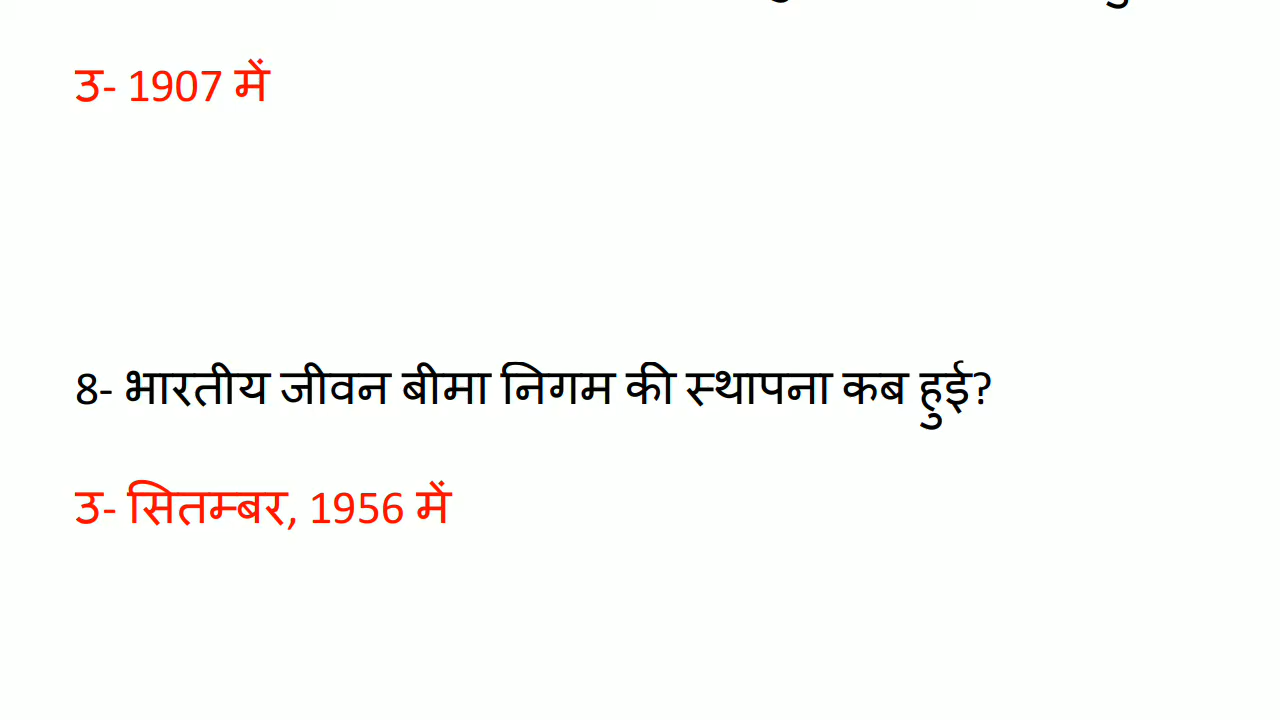 उ- 1907 में
8- भारतीय जीवन बीमा निगम की स्थापना कब हुई?
उ- सितम्बर, 1956 में